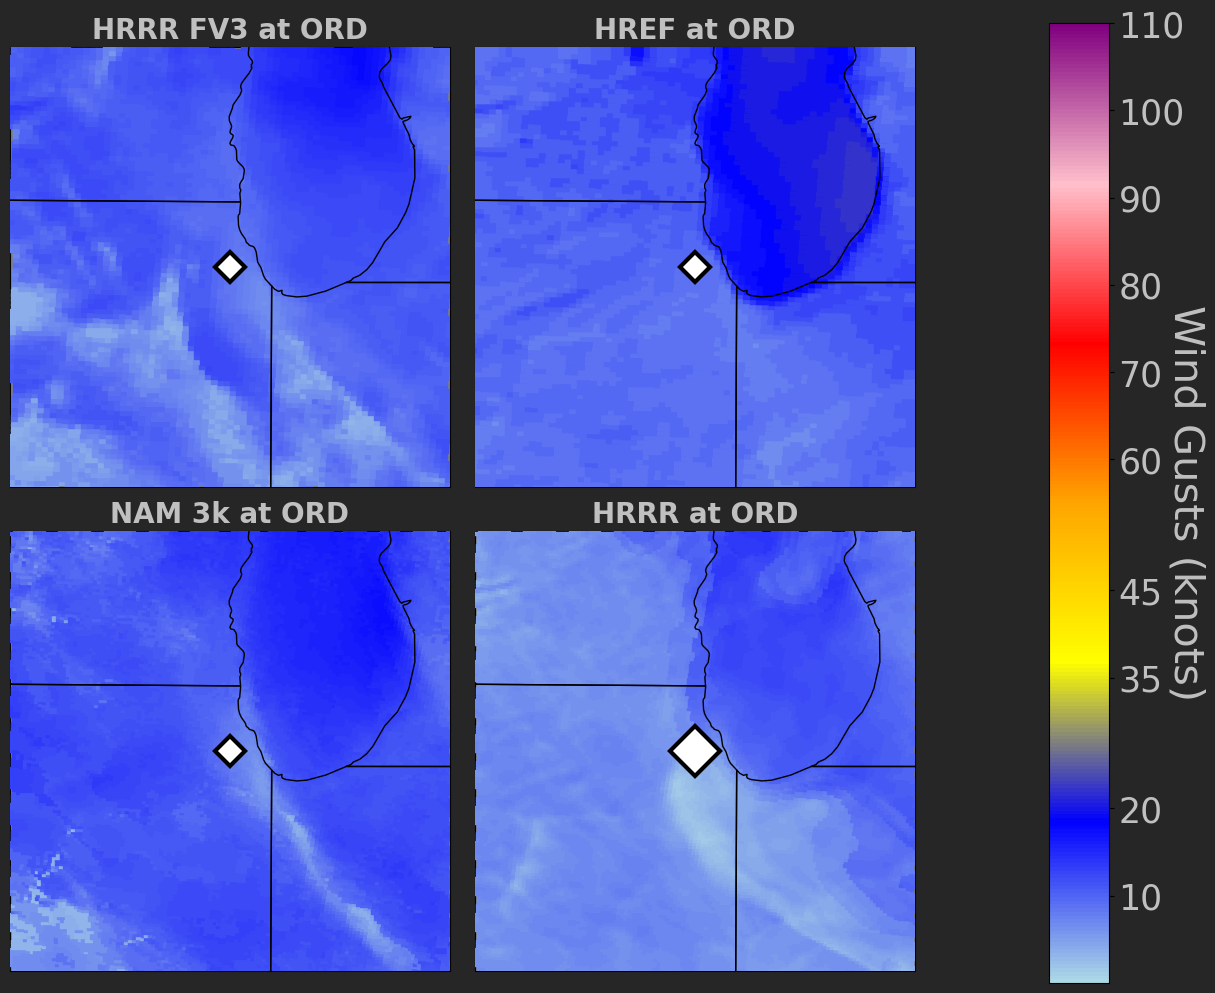 HRRR FV3 at ORD
HREF at ORD
NAM 3k at ORD
HRRR at ORD
110
100
90
80
70
60
45
35
20
10
Wind Gusts (knots)